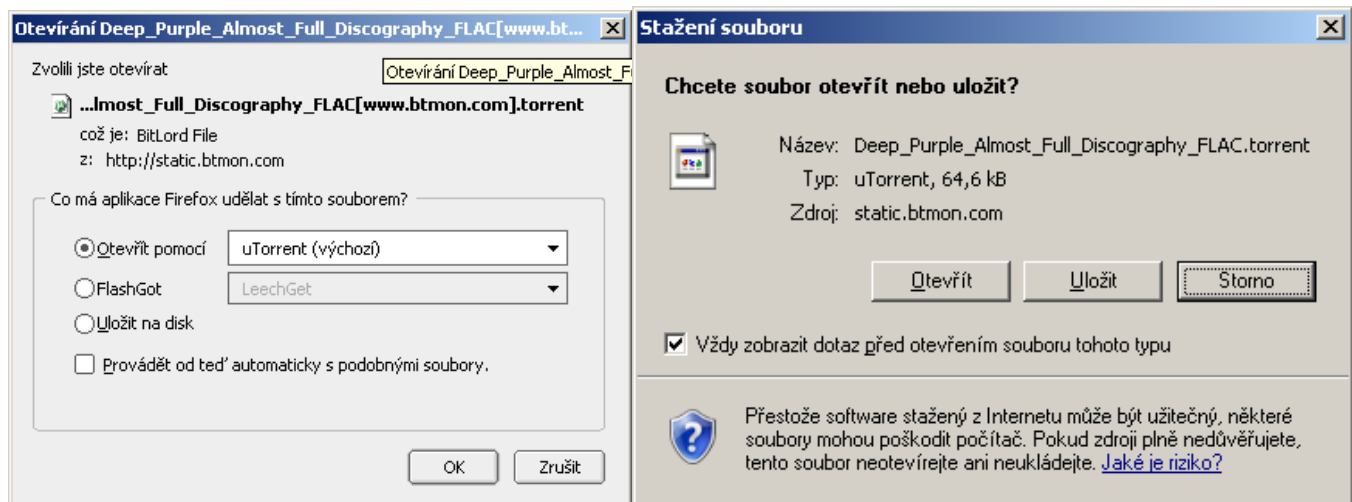 Otevírání Deep_Purple_Almost_Full_Discography_FLAC[www.bt...
Zvolili jste otevírat
Otevírání Deep_Purple_Almost_F
...lmost_Full_Discography_FLAC[www.btmon.com].torrent
což je: BitLord File
z: http://static.btmon.com
Co má aplikace Firefox udělat s tímto souborem?
Otevřít pomocí
uTorrent (výchozí)
FlashGot
LeechGet
Uložit na disk
Provádět od teď automaticky s podobnými soubory.
OK
Zrušit
Stažení souboru
Chcete soubor otevřít nebo uložit?
Název: Deep_Purple_Almost_Full_Discography_FLAC.torrent
Typ: uTorrent, 64,6 kB
Zdroj: static.btmon.com
Otevřít
Uložit
Storno
Vždy zobrazit dotaz před otevřením souboru tohoto typu
Přestože software stažený z Internetu může být užitečný, některé
soubory mohou poškodit počítač. Pokud zdroji plně nedůvěřujete,
tento soubor neotevírejte ani neukládejte. Jaké je riziko?